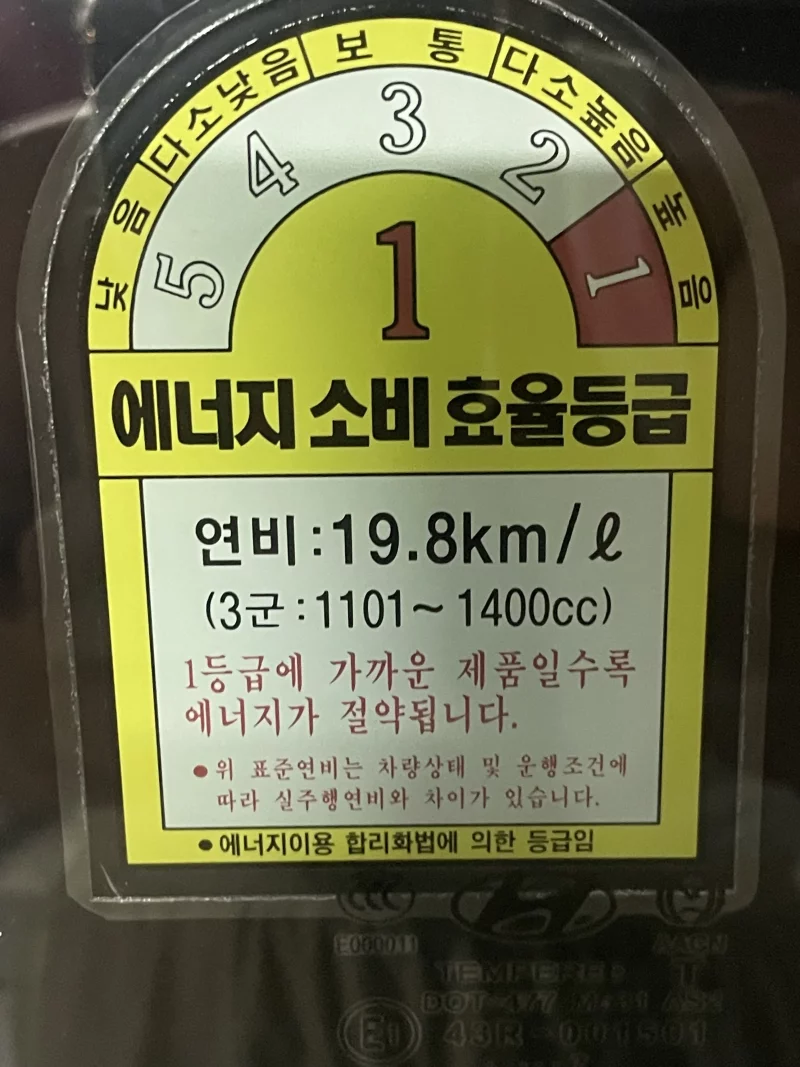 낮음 다소낮음 보통 다소높음 높음
5 4 3 2 1
1
에너지소비효율등급
연비:19.8km/ℓ
(3군:1101~1400cc)
1등급에 가까운 제품일수록
에너지가 절약됩니다.
●위 표준연비는 차량상태 및 운행조건에
따라 실주행연비와 차이가 있습니다.
●에너지이용 합리화법에 의한 등급임
E000011
TEMPERED T
43R-001501